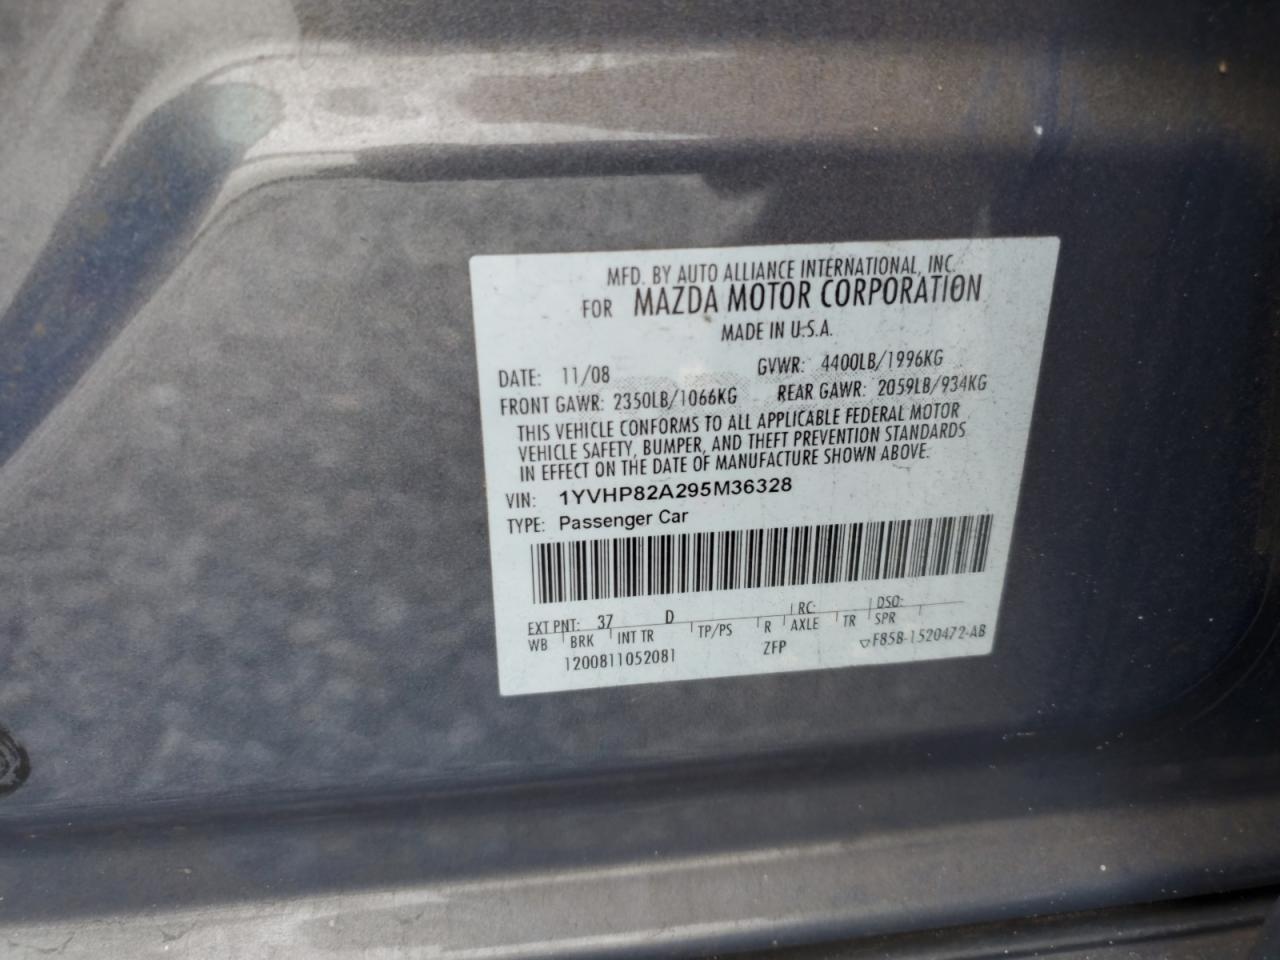 MFD. BY AUTO ALLIANCE INTERNATIONAL, INC.
FOR MAZDA MOTOR CORPORATION
MADE IN U.S.A.
DATE: 11/08 GVWR: 4400LB/1996KG
FRONT GAWR: 2350LB/1066KG REAR GAWR: 2059LB/934KG
THIS VEHICLE CONFORMS TO ALL APPLICABLE FEDERAL MOTOR
VEHICLE SAFETY, BUMPER, AND THEFT PREVENTION STANDARDS
IN EFFECT ON THE DATE OF MANUFACTURE SHOWN ABOVE.
VIN: 1YVHP82A295M36328
TYPE: Passenger Car
EXT PNT: 37 D RC: DSO:
WB BRK INT TR TP/PS R AXLE TR SPR
1200811052081 ZFP ▽F85B-1520472-AB